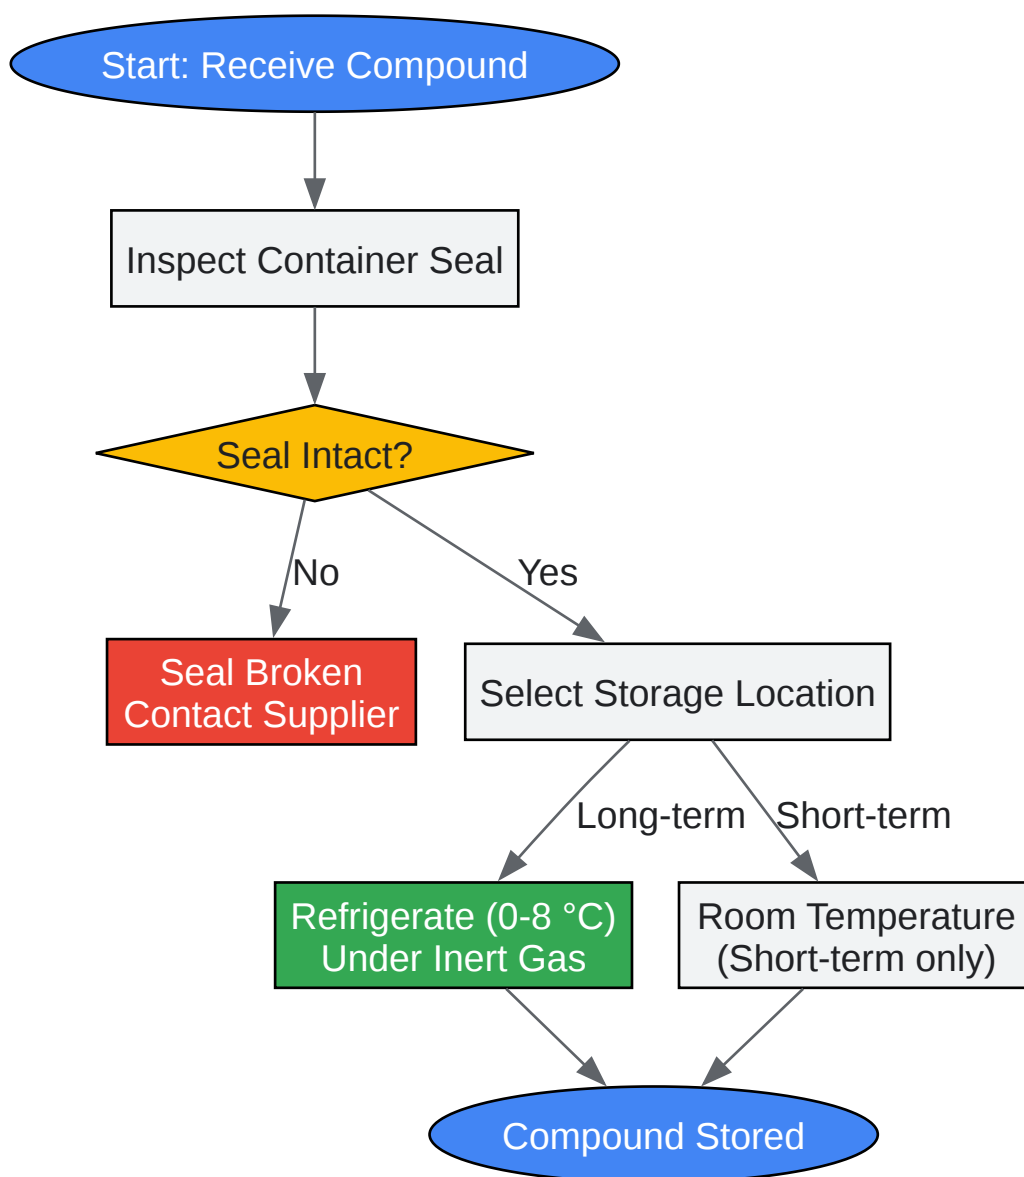 Start: Receive Compound
Inspect Container Seal
Seal Intact?
No
Yes
Seal Broken
Contact Supplier
Select Storage Location
Long-term
Short-term
Refrigerate (0-8 °C)
Under Inert Gas
Room Temperature
(Short-term only)
Compound Stored